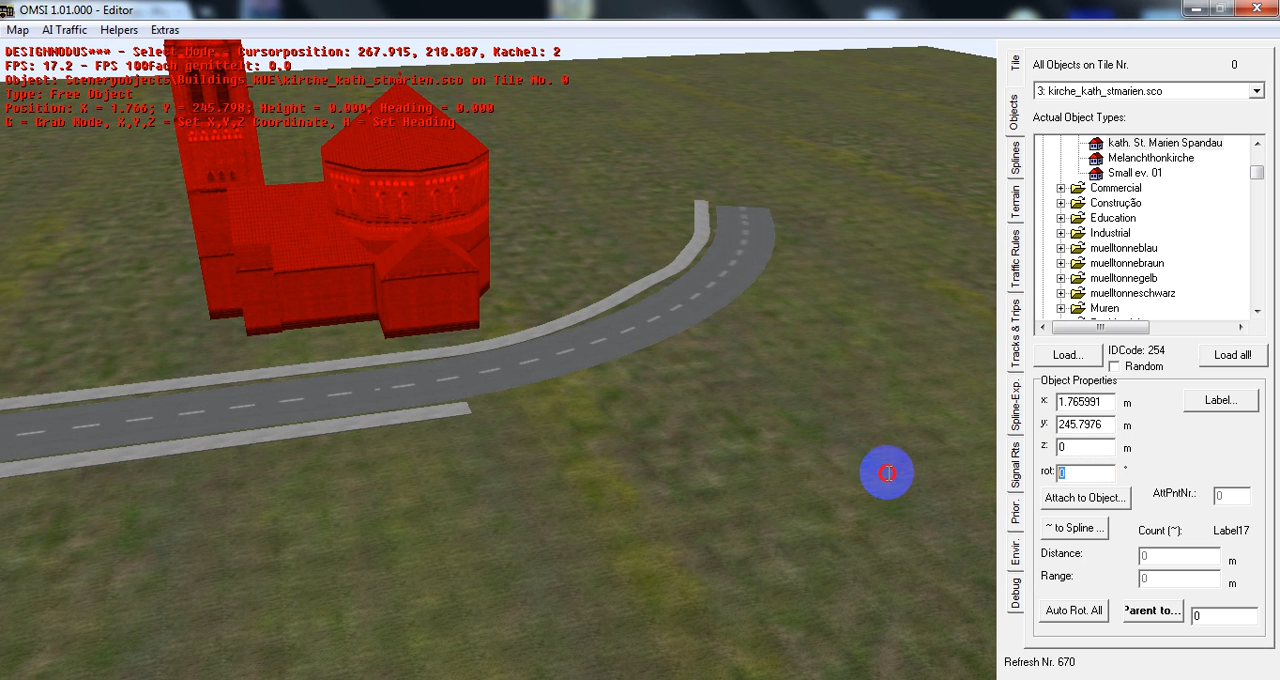 OMSI 1.01.000 - Editor
Map AI Traffic Helpers Extras
DESIGNMODUS*** - Select Mode - Cursorposition: 267.915, 218.887, Kachel: 2
FPS: 17.2 - FPS 100fach gemittelt: 0.0
Object: Sceneryobjects\Buildings_RUE\kirche_kath_stmarien.sco on Tile No. 0
Type: Free Object
Position: X = 1.766; Y = 245.798; Height = 0.000; Heading = 0.000
G = Grab Mode, X,Y,Z = Set X,Y,Z Coordinate, H = Set Heading
Tile
Objects
Splines
Terrain
Traffic Rules
Tracks & Trips
Spline-Exp.
Signal Rts
Prior.
Envir.
Debug
All Objects on Tile Nr. 0
3: kirche_kath_stmarien.sco
Actual Object Types:
kath. St. Marien Spandau
Melanchthonkirche
Small ev. 01
Commercial
Construção
Education
Industrial
muelltonneblau
muelltonnebraun
muelltonnegelb
muelltonneschwarz
Muren
Load... IDCode: 254 Load all!
Random
Object Properties
x: 1.765991 m Label...
y: 245.7976 m
z: 0 m
rot: 0 °
Attach to Object... AttPntNr.: 0
~ to Spline ... Count (~): Label17
Distance: 0 m
Range: 0 m
Auto Rot. All Parent to... 0
Refresh Nr. 670